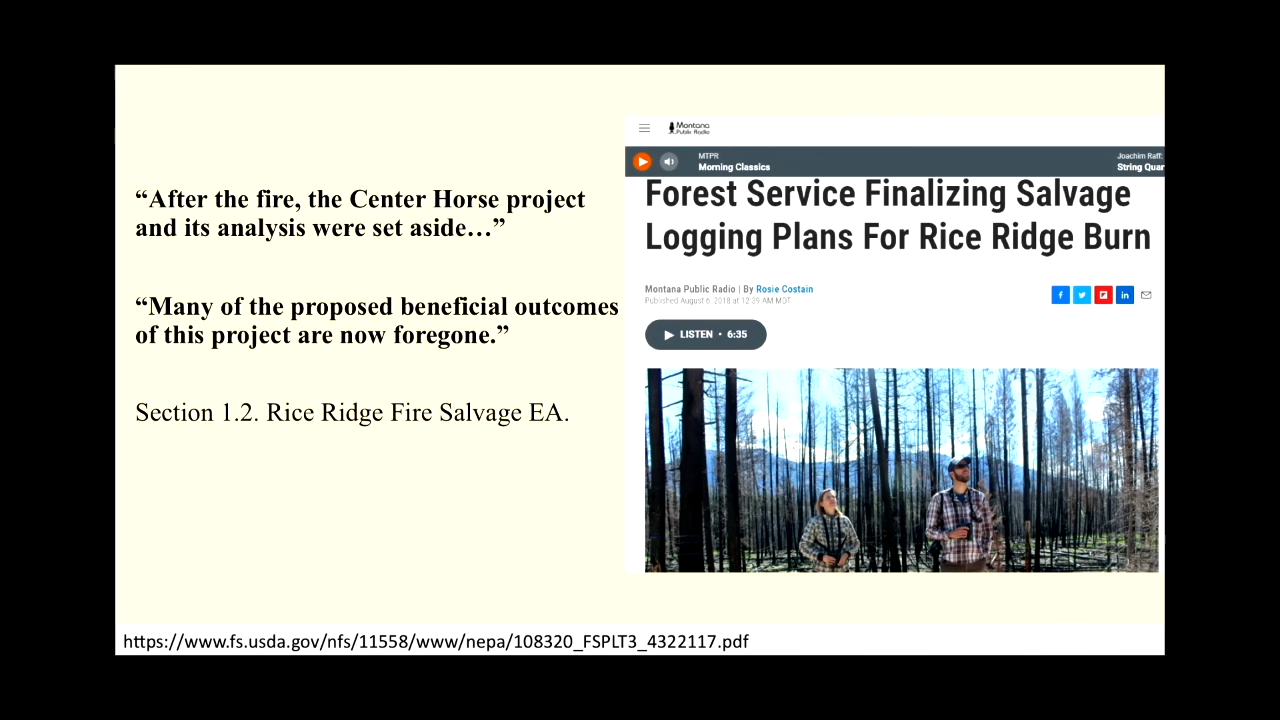 “After the fire, the Center Horse project
and its analysis were set aside…”
“Many of the proposed beneficial outcomes
of this project are now foregone.”
Section 1.2. Rice Ridge Fire Salvage EA.
Montana
Public Radio
MTPR
Morning Classics
Joachim Raff:
String Quar
Forest Service Finalizing Salvage
Logging Plans For Rice Ridge Burn
Montana Public Radio | By Rosie Costain
Published August 6, 2018 at 12:39 AM MDT
LISTEN • 6:35
https://www.fs.usda.gov/nfs/11558/www/nepa/108320_FSPLT3_4322117.pdf